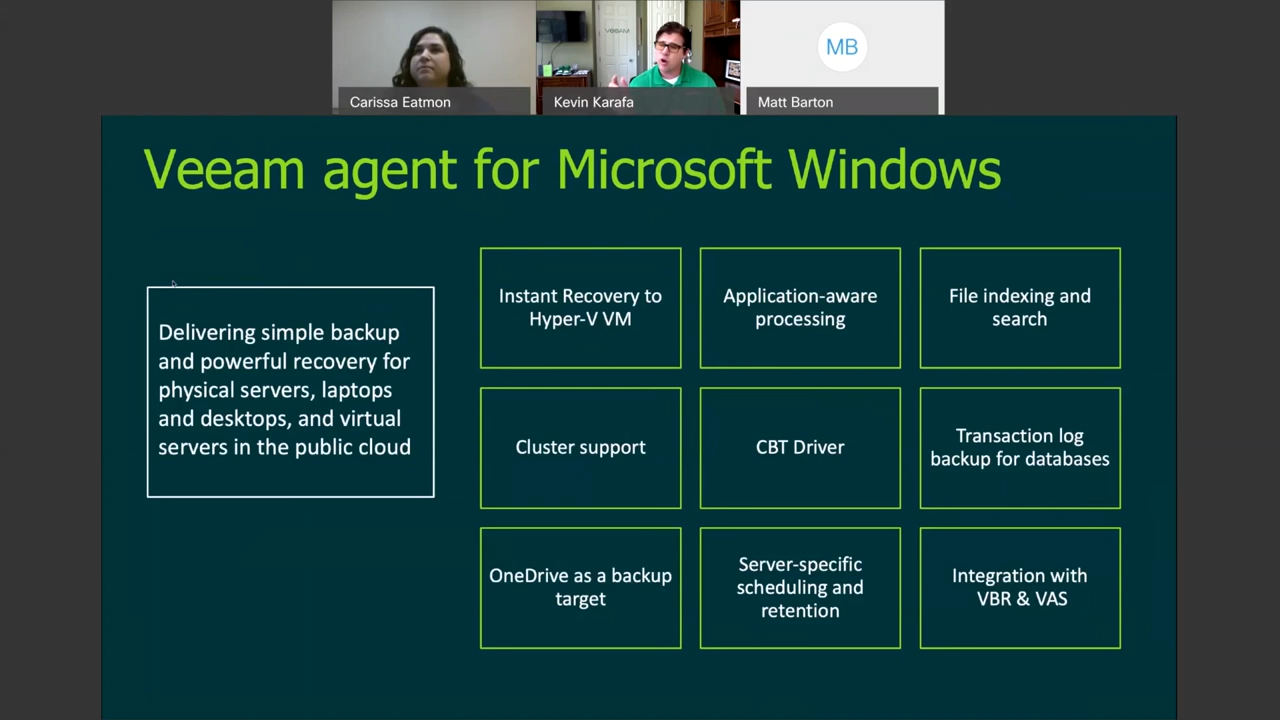 VEEAM
MB
Carissa Eatmon
Kevin Karafa
Matt Barton
Veeam agent for Microsoft Windows
Delivering simple backup
and powerful recovery for
physical servers, laptops
and desktops, and virtual
servers in the public cloud
Instant Recovery to
Hyper-V VM
Application-aware
processing
File indexing and
search
Cluster support
CBT Driver
Transaction log
backup for databases
OneDrive as a backup
target
Server-specific
scheduling and
retention
Integration with
VBR & VAS